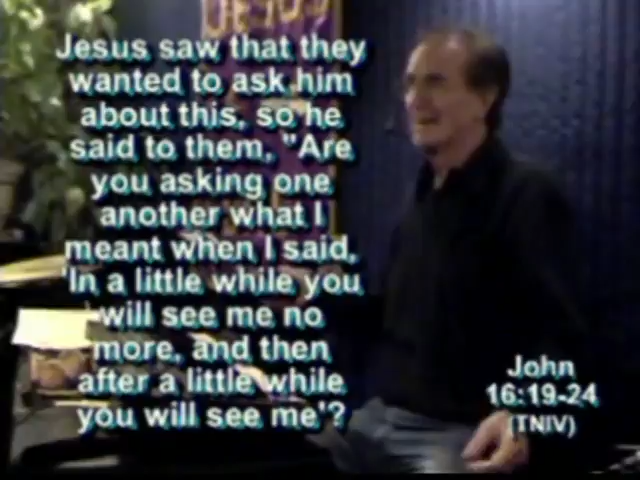 JESUS
Jesus saw that they
wanted to ask him
about this, so he
said to them, "Are
you asking one
another what I
meant when I said,
'In a little while you
will see me no
more, and then
after a little while
you will see me'?
John
16:19-24
(TNIV)